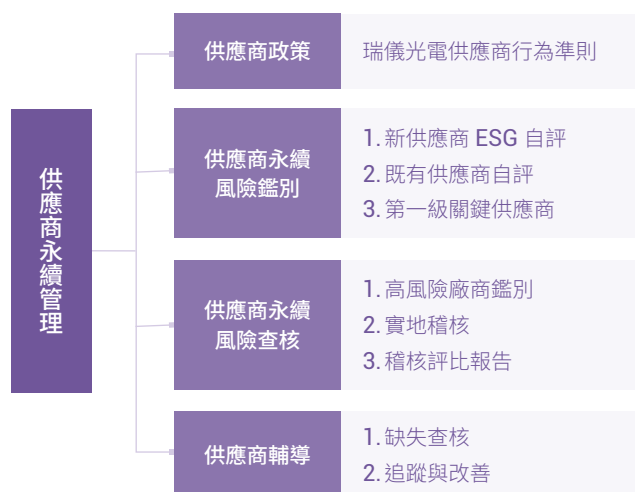 供應商永續管理
供應商政策
瑞儀光電供應商行為準則
供應商永續
風險鑑別
1. 新供應商 ESG 自評
2. 既有供應商自評
3. 第一級關鍵供應商
供應商永續
風險查核
1. 高風險廠商鑑別
2. 實地稽核
3. 稽核評比報告
供應商輔導
1. 缺失查核
2. 追蹤與改善